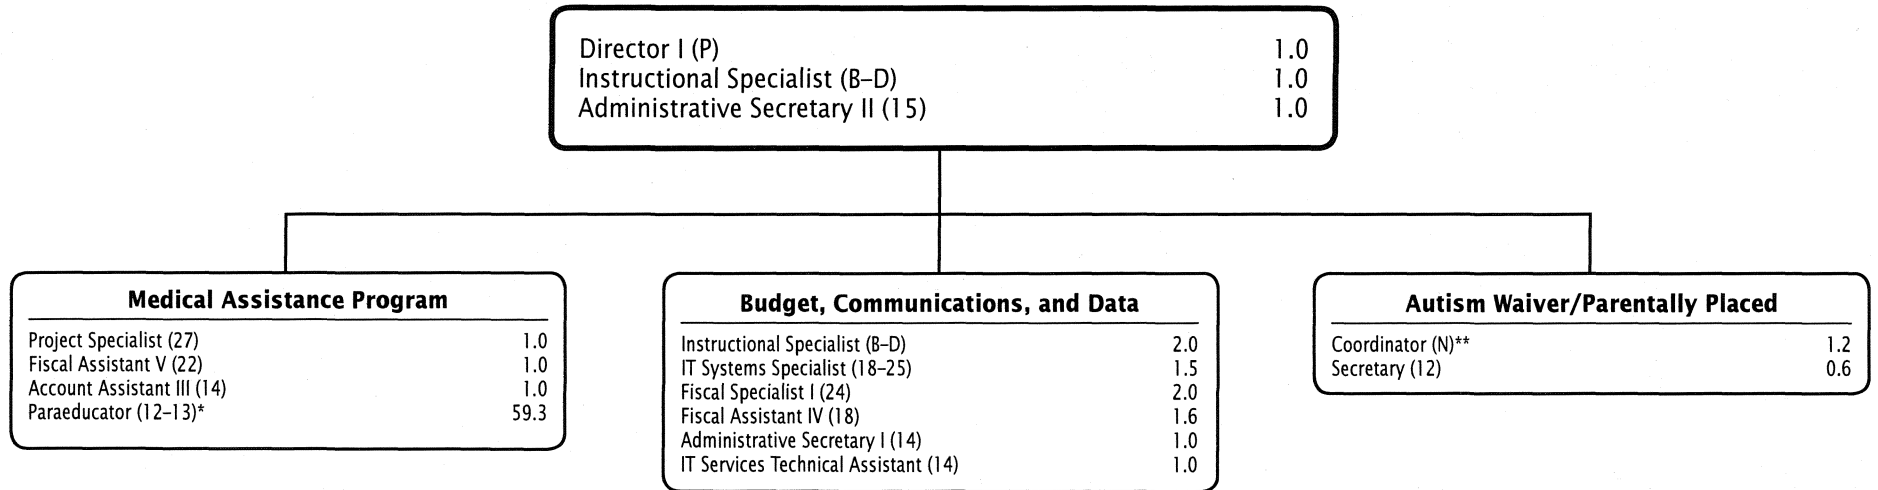 Director I (P) 1.0
Instructional Specialist (B–D) 1.0
Administrative Secretary II (15) 1.0
Medical Assistance Program
Project Specialist (27) 1.0
Fiscal Assistant V (22) 1.0
Account Assistant III (14) 1.0
Paraeducator (12–13)* 59.3
Budget, Communications, and Data
Instructional Specialist (B–D) 2.0
IT Systems Specialist (18–25) 1.5
Fiscal Specialist I (24) 2.0
Fiscal Assistant IV (18) 1.6
Administrative Secretary I (14) 1.0
IT Services Technical Assistant (14) 1.0
Autism Waiver/Parentally Placed
Coordinator (N)** 1.2
Secretary (12) 0.6